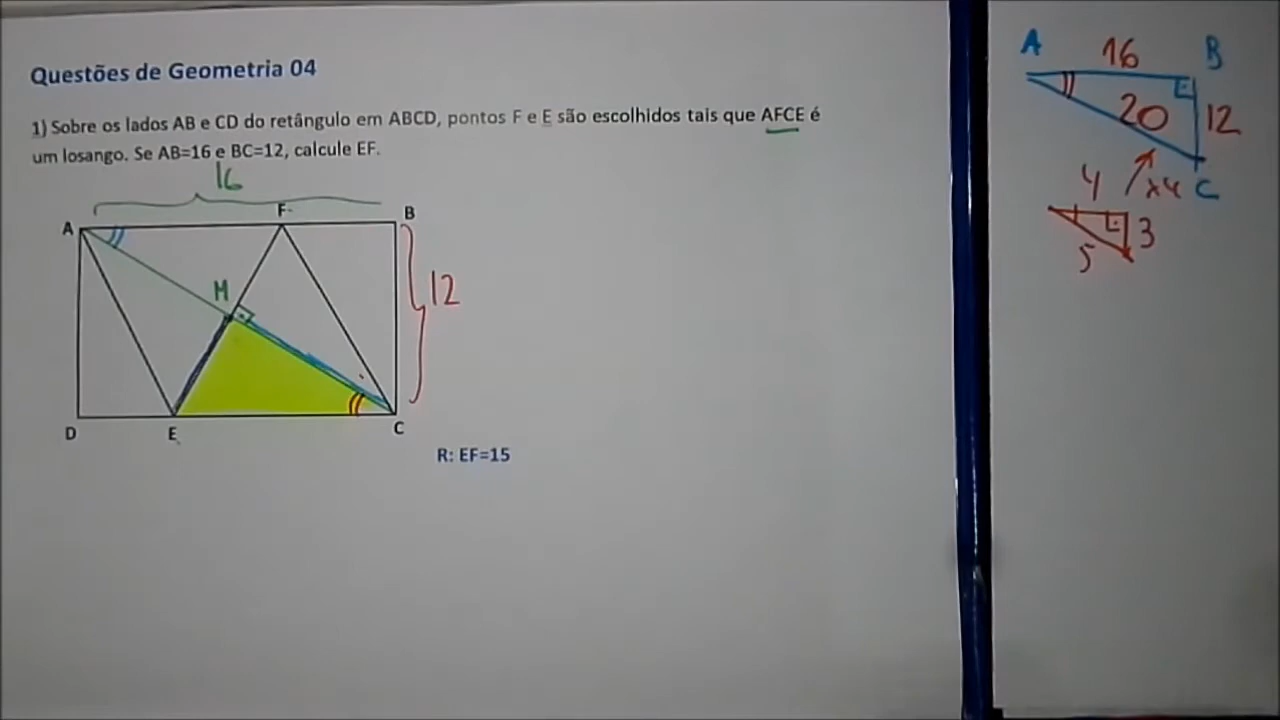 Questões de Geometria 04
1) Sobre os lados AB e CD do retângulo em ABCD, pontos F e E são escolhidos tais que AFCE é
um losango. Se AB=16 e BC=12, calcule EF.
16
A
F
B
M
12
D
E
C
R: EF=15
A
16
B
20
12
4
x4
C
3
5